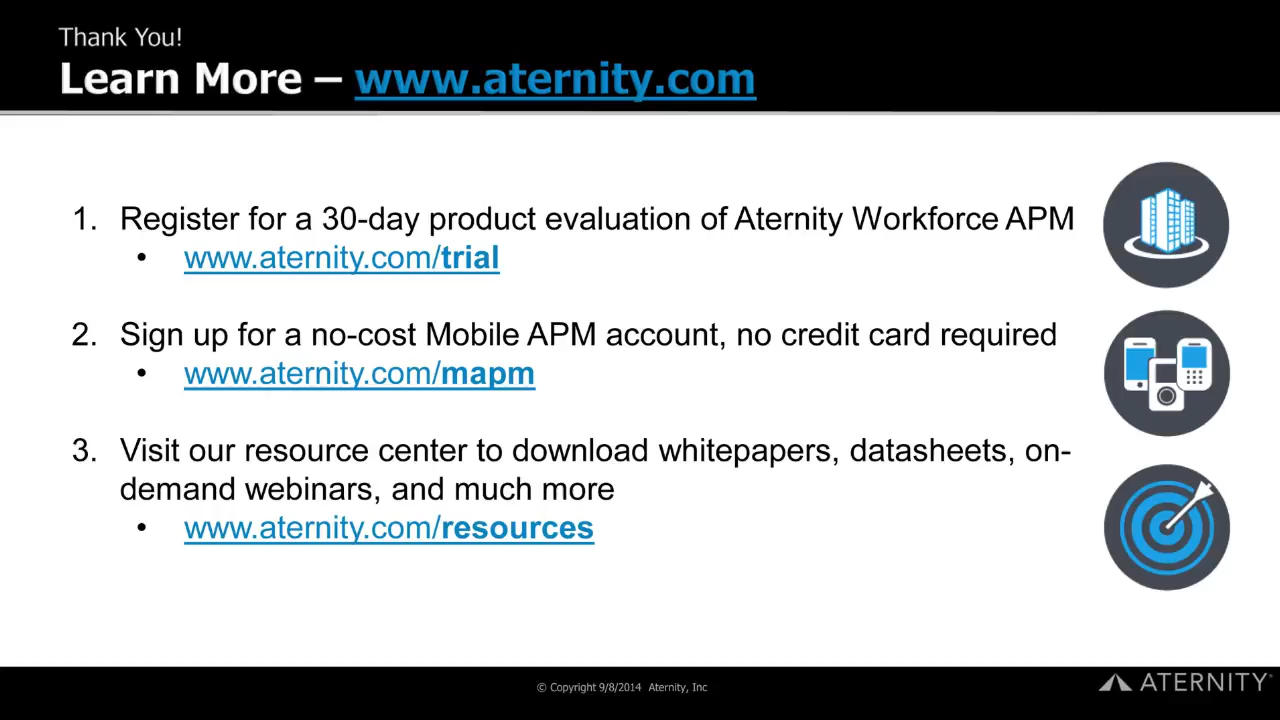 Thank You!
Learn More – www.aternity.com
1. Register for a 30-day product evaluation of Aternity Workforce APM
• www.aternity.com/trial
2. Sign up for a no-cost Mobile APM account, no credit card required
• www.aternity.com/mapm
3. Visit our resource center to download whitepapers, datasheets, on-
demand webinars, and much more
• www.aternity.com/resources
© Copyright 9/8/2014 Aternity, Inc
ATERNITY